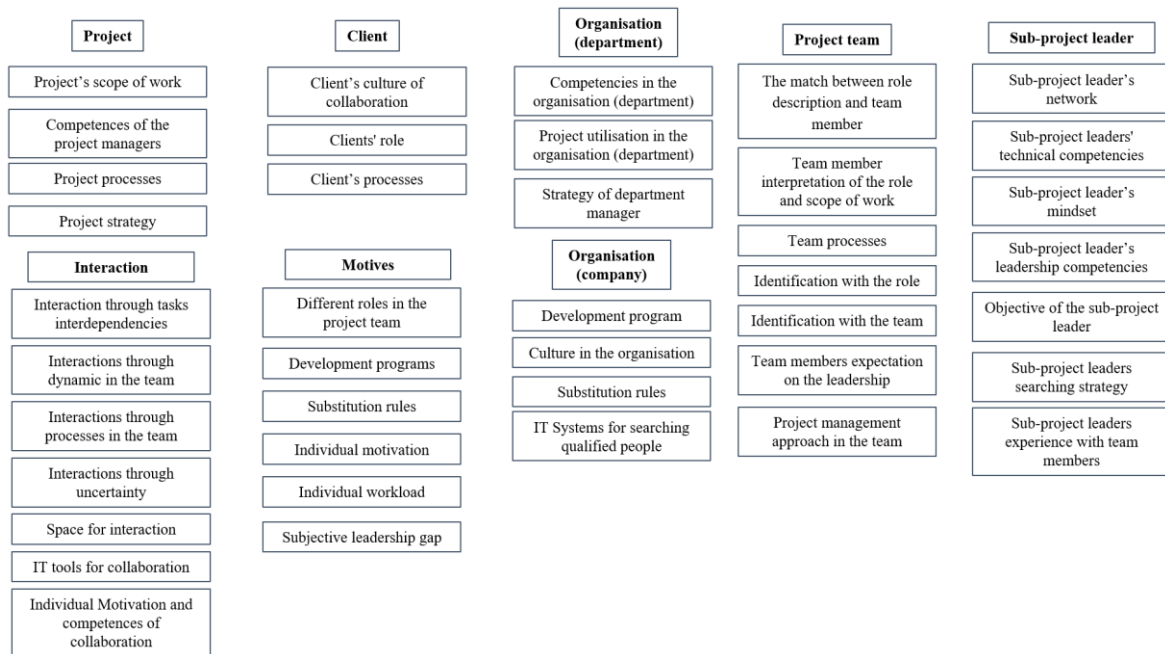 Project
Project's scope of work
Competences of the
project managers
Project processes
Project strategy
Interaction
Interaction through tasks
interdependencies
Interactions through
dynamic in the team
Interactions through
processes in the team
Interactions through
uncertainty
Space for interaction
IT tools for collaboration
Individual Motivation and
competences of
collaboration
Client
Client's culture of
collaboration
Clients' role
Client's processes
Motives
Different roles in the
project team
Development programs
Substitution rules
Individual motivation
Individual workload
Subjective leadership gap
Organisation
(department)
Competencies in the
organisation (department)
Project utilisation in the
organisation (department)
Strategy of department
manager
Organisation
(company)
Development program
Culture in the organisation
Substitution rules
IT Systems for searching
qualified people
Project team
The match between role
description and team
member
Team member
interpretation of the role
and scope of work
Team processes
Identification with the role
Identification with the team
Team members expectation
on the leadership
Project management
approach in the team
Sub-project leader
Sub-project leader's
network
Sub-project leaders'
technical competencies
Sub-project leader's
mindset
Sub-project leader's
leadership competencies
Objective of the sub-project
leader
Sub-project leaders
searching strategy
Sub-project leaders
experience with team
members